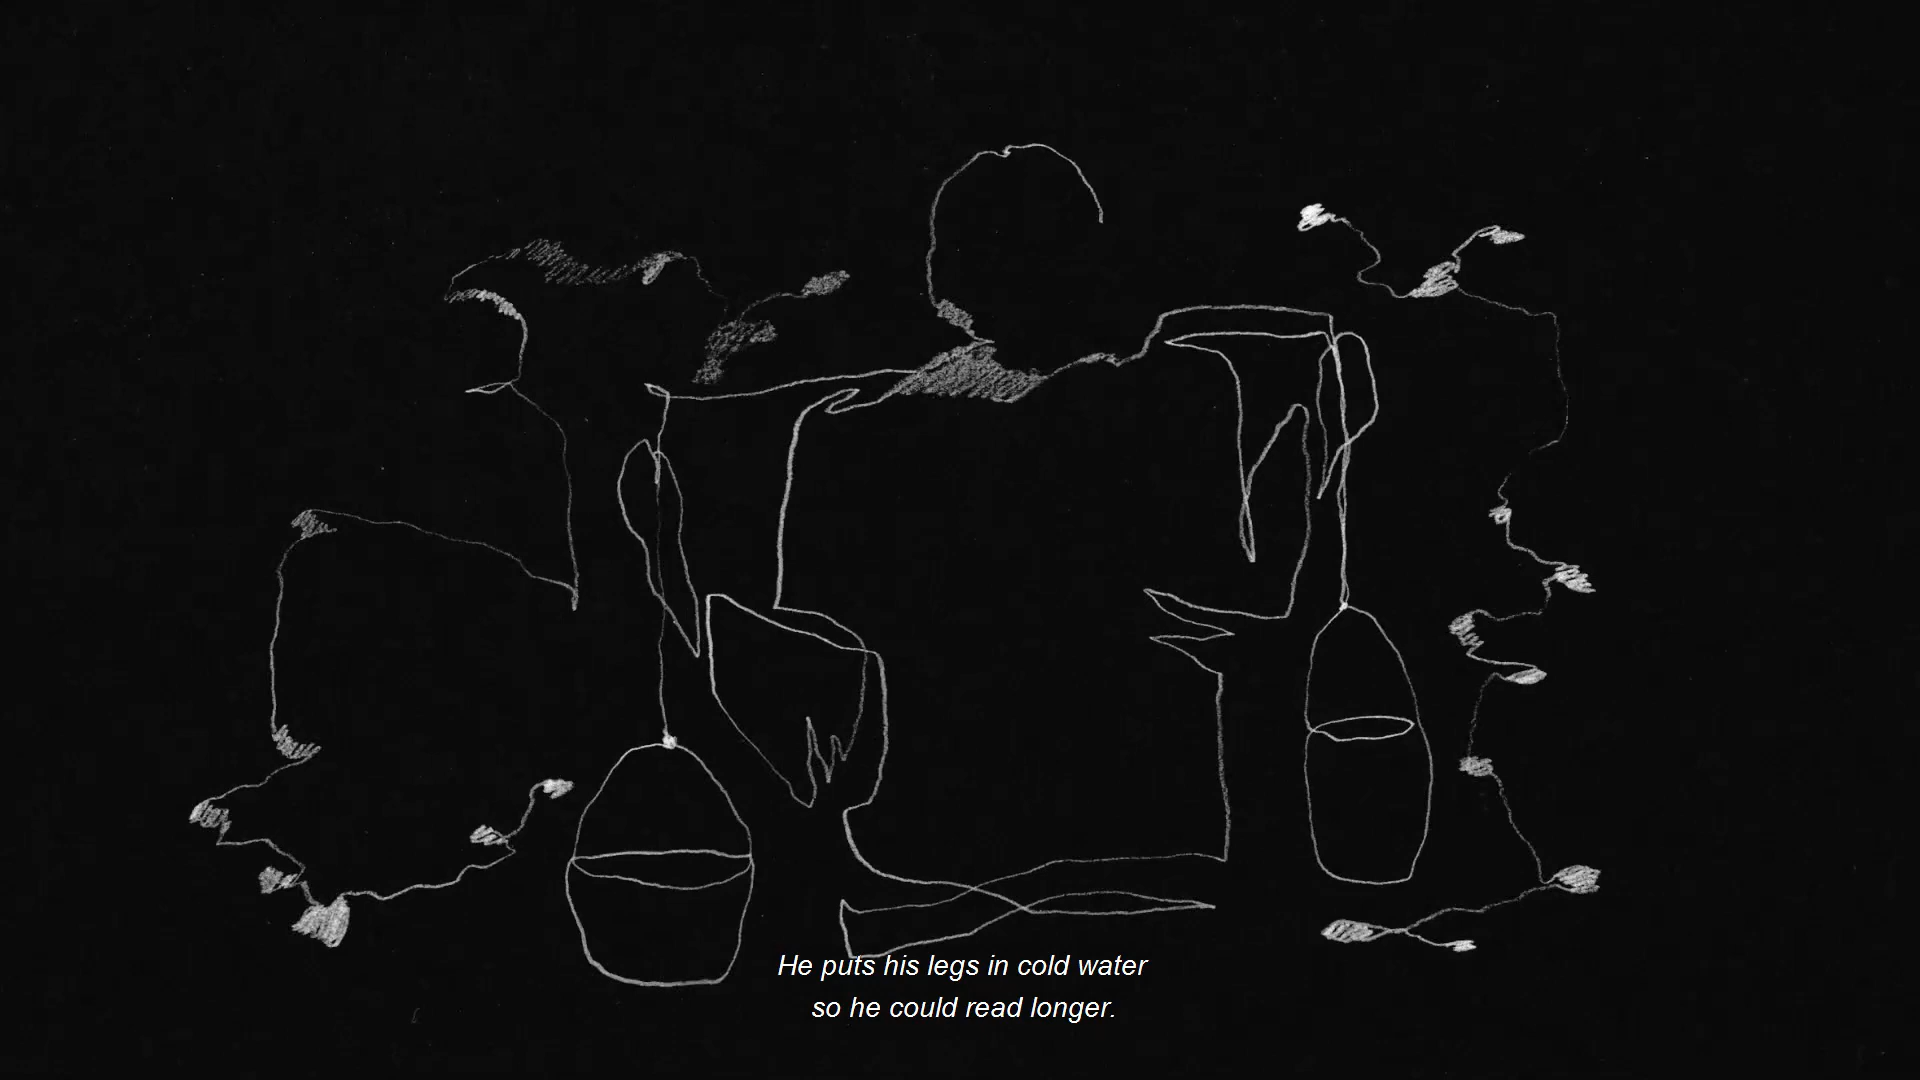 He puts his legs in cold water
so he could read longer.